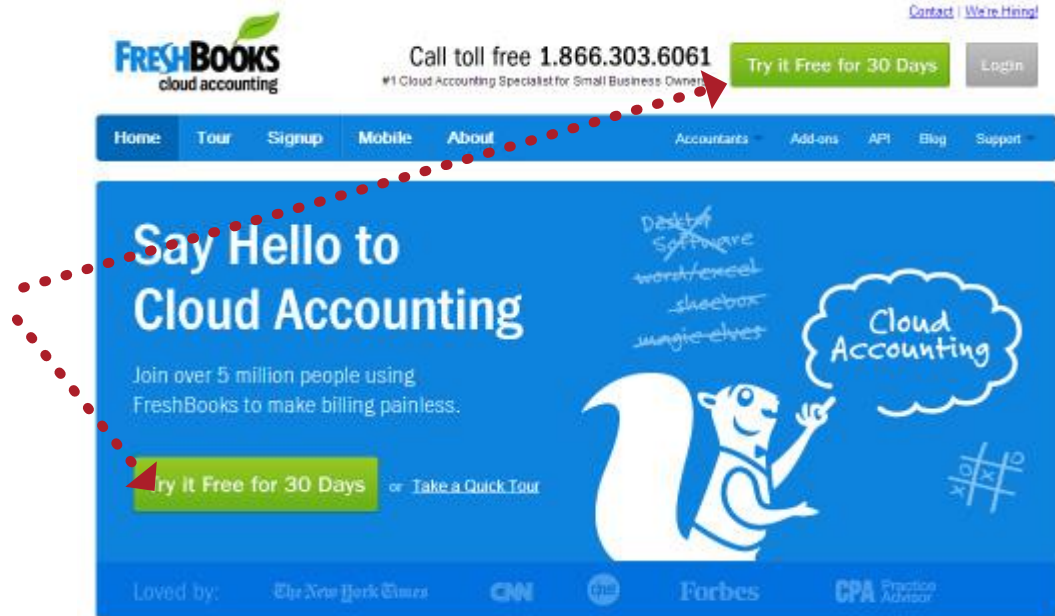 Contact | We're Hiring!
FRESHBOOKS
cloud accounting
Call toll free 1.866.303.6061
#1 Cloud Accounting Specialist for Small Business Owners
Try it Free for 30 Days
Login
Home Tour Signup Mobile About Accountants Add-ons API Blog Support
Say Hello to
Cloud Accounting
Join over 5 million people using
FreshBooks to make billing painless.
Try it Free for 30 Days or Take a Quick Tour
Desktop
Software
word/excel
shoebox
magic elves
Cloud
Accounting
O
X X O
X
Loved by: The New York Times CNN cnet Forbes CPA Practice
Advisor